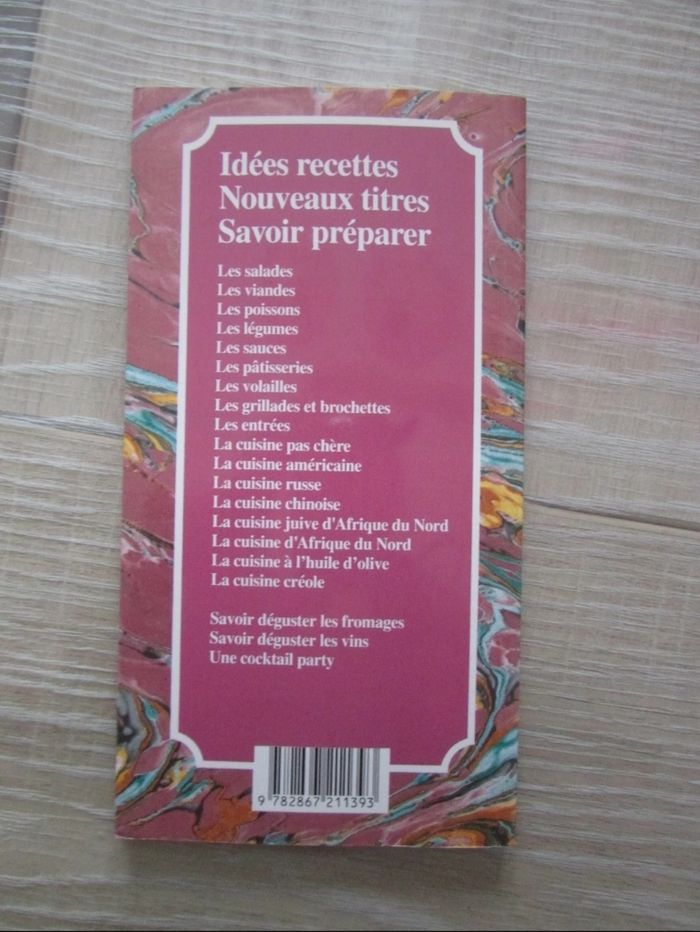 Idées recettes
Nouveaux titres
Savoir préparer
Les salades
Les viandes
Les poissons
Les légumes
Les sauces
Les pâtisseries
Les volailles
Les grillades et brochettes
Les entrées
La cuisine pas chère
La cuisine américaine
La cuisine russe
La cuisine chinoise
La cuisine juive d'Afrique du Nord
La cuisine d'Afrique du Nord
La cuisine à l'huile d'olive
La cuisine créole
Savoir déguster les fromages
Savoir déguster les vins
Une cocktail party
9 782867 211393